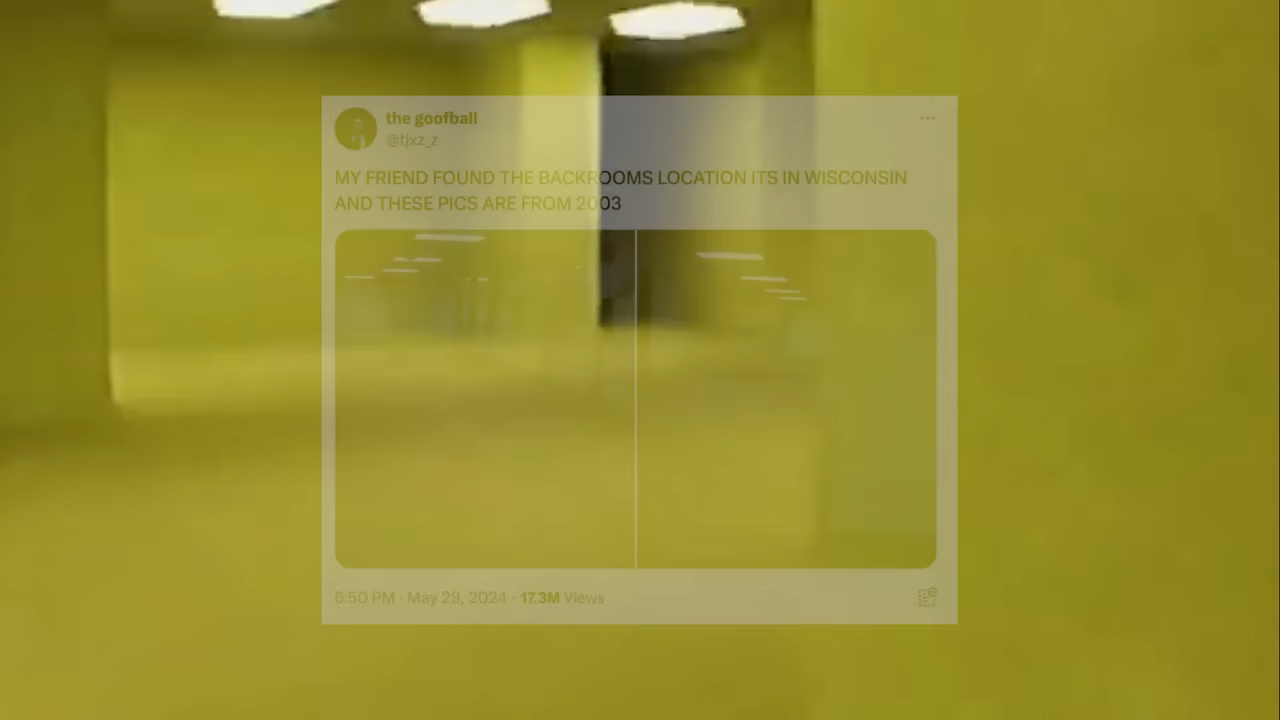 the goofball
@tjxz_z
MY FRIEND FOUND THE BACKROOMS LOCATION ITS IN WISCONSIN
AND THESE PICS ARE FROM 2003
6:50 PM · May 29, 2024 · 17.3M Views